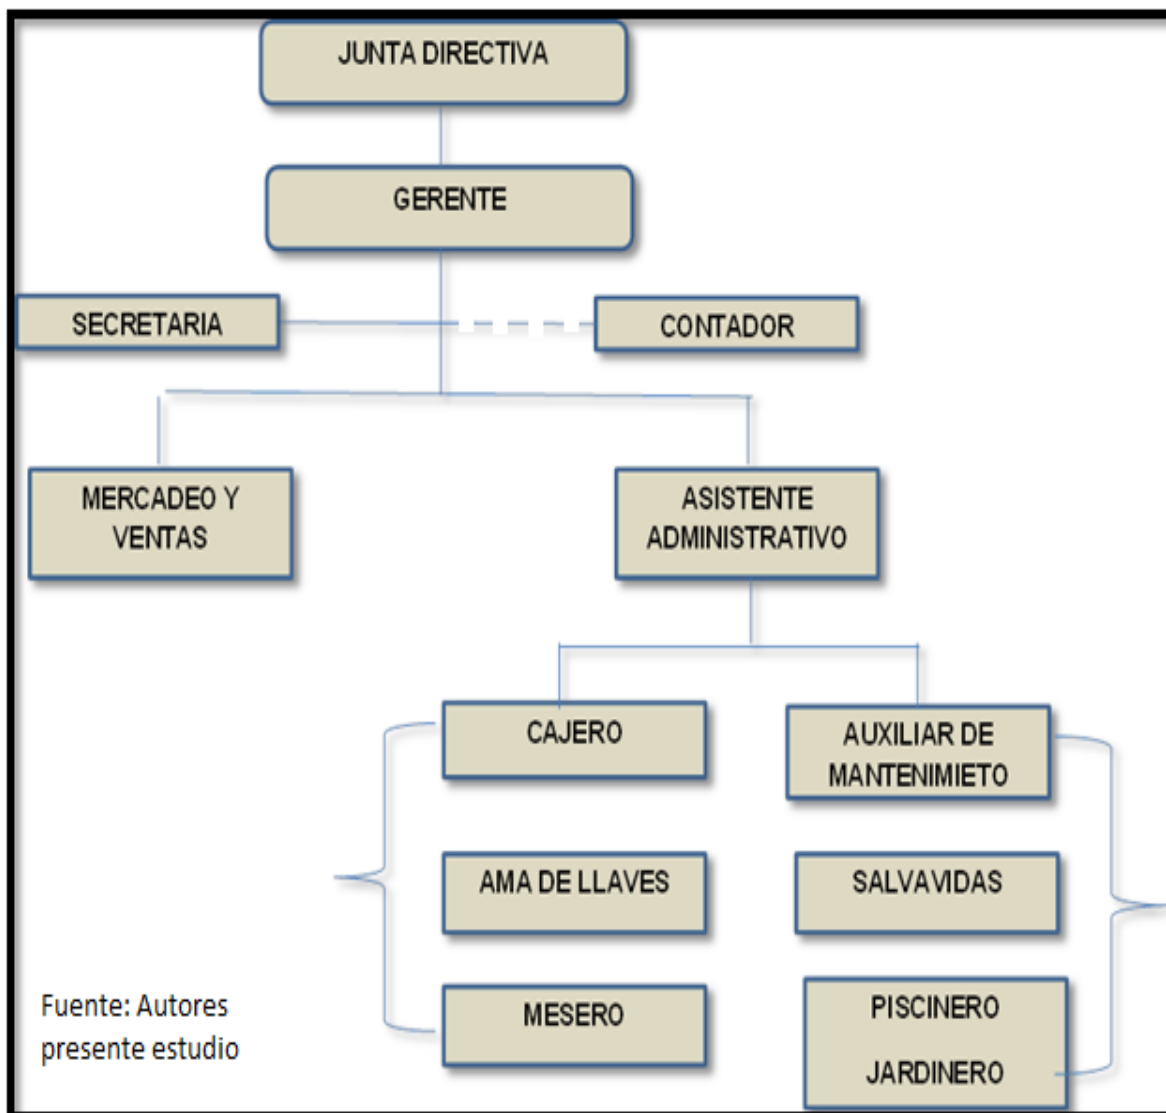 JUNTA DIRECTIVA
GERENTE
SECRETARIA
CONTADOR
MERCADEO Y
VENTAS
ASISTENTE
ADMINISTRATIVO
CAJERO
AUXILIAR DE
MANTENIMIETO
AMA DE LLAVES
SALVAVIDAS
MESERO
PISCINERO
JARDINERO
Fuente: Autores
presente estudio